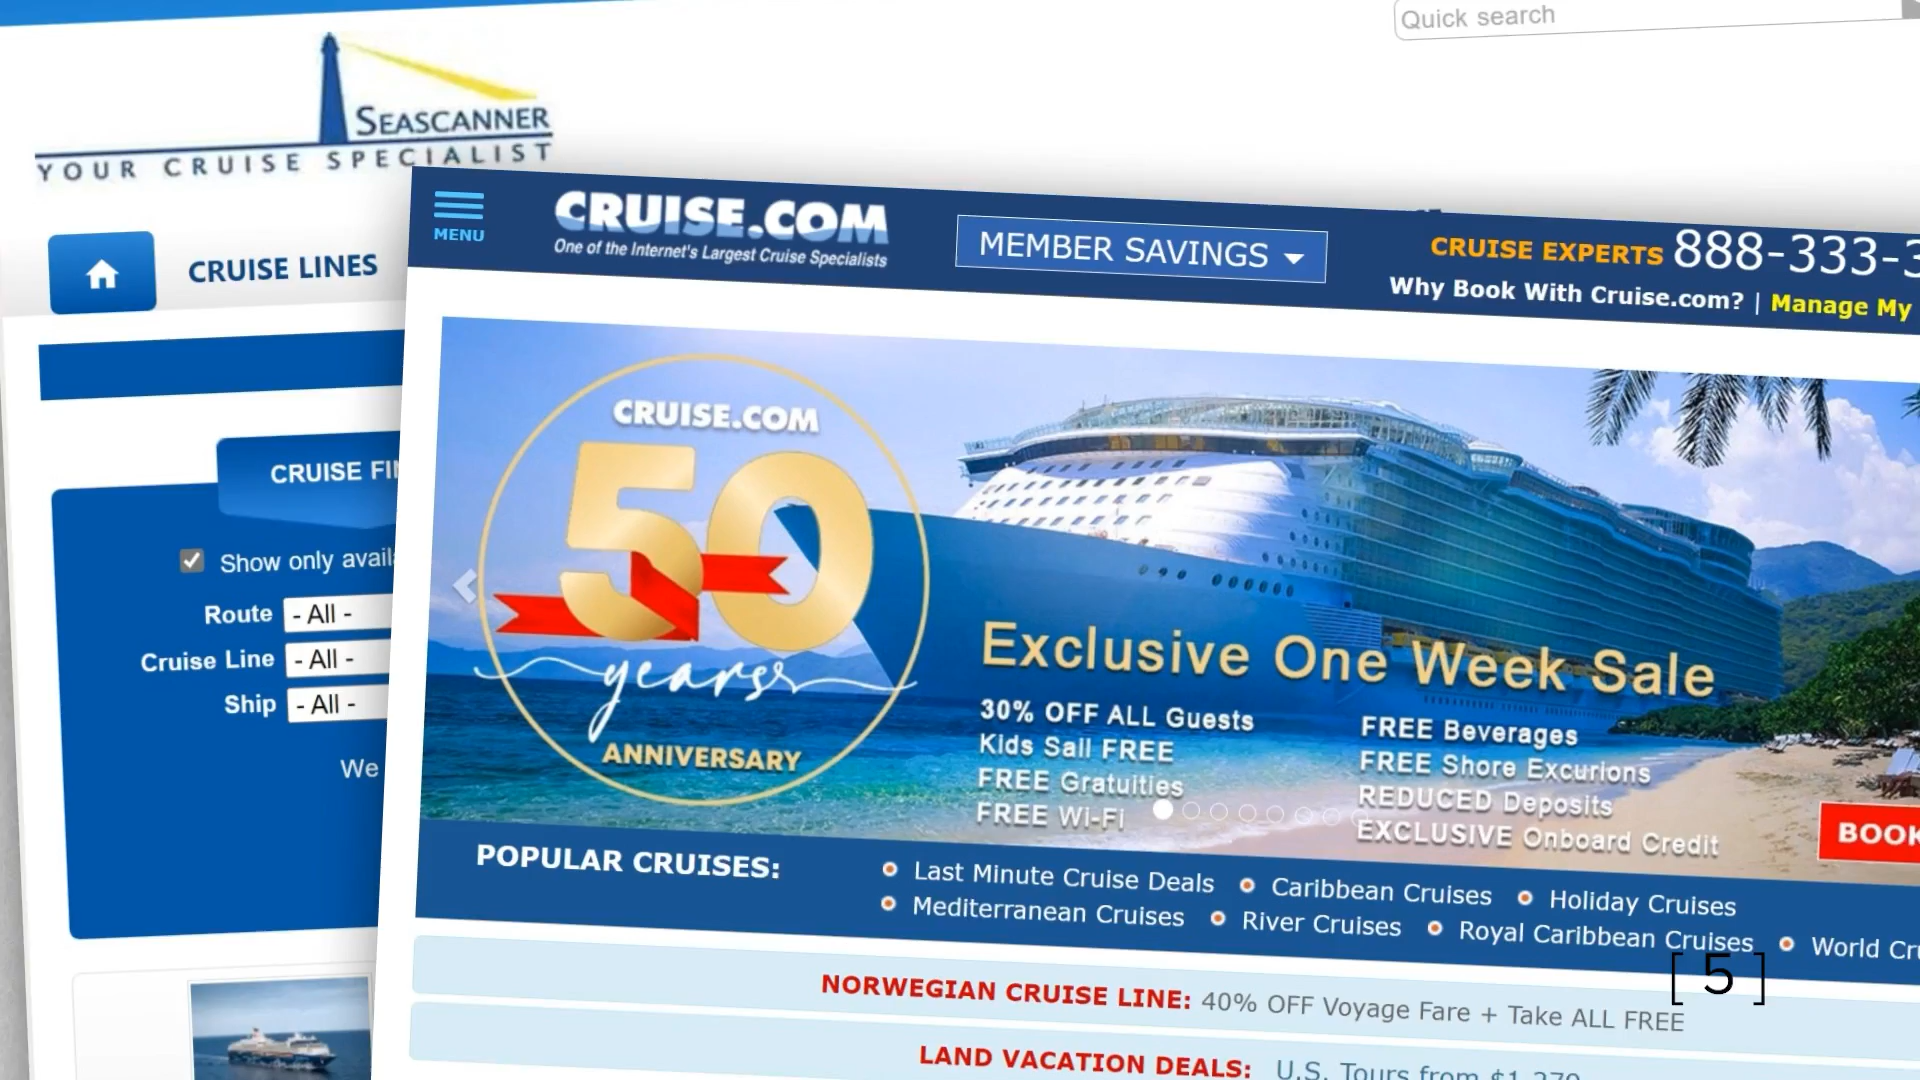 Quick search
SEASCANNER
YOUR CRUISE SPECIALIST
CRUISE LINES
CRUISE
Show only
Route - All -
Cruise Line - All -
Ship - All -
We
MENU
CRUISE.COM
One of the Internet's Largest Cruise Specialists
MEMBER SAVINGS
CRUISE EXPERTS 888-333-3
Why Book With Cruise.com? | Manage My
CRUISE.COM
50
years
ANNIVERSARY
Exclusive One Week Sale
30% OFF ALL Guests
Kids Sail FREE
FREE Gratuities
FREE Wi-Fi
FREE Beverages
FREE Shore Excurions
REDUCED Deposits
EXCLUSIVE Onboard Credit
BOOK
POPULAR CRUISES:
Last Minute Cruise Deals Caribbean Cruises Holiday Cruises
Mediterranean Cruises River Cruises Royal Caribbean Cruises World
[ 5 ]
NORWEGIAN CRUISE LINE: 40% OFF Voyage Fare + Take ALL FREE
LAND VACATION DEALS: U.S. Tours from